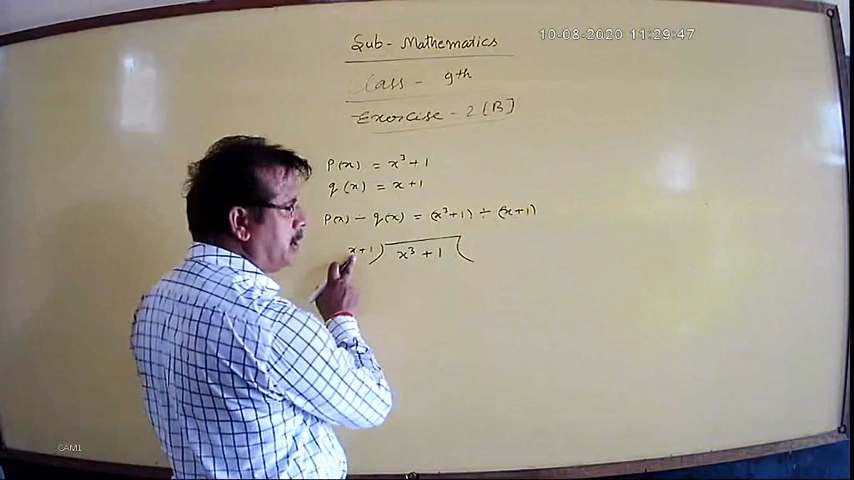 Sub - Mathematics
10-08-2020 11:29:47
Class - 9th
Exercise - 2 [B]
P(x) = x³ + 1
q(x) = x + 1
P(x) ÷ q(x) = (x³+1) ÷ (x+1)
x+1) x³ + 1 (
CAM1